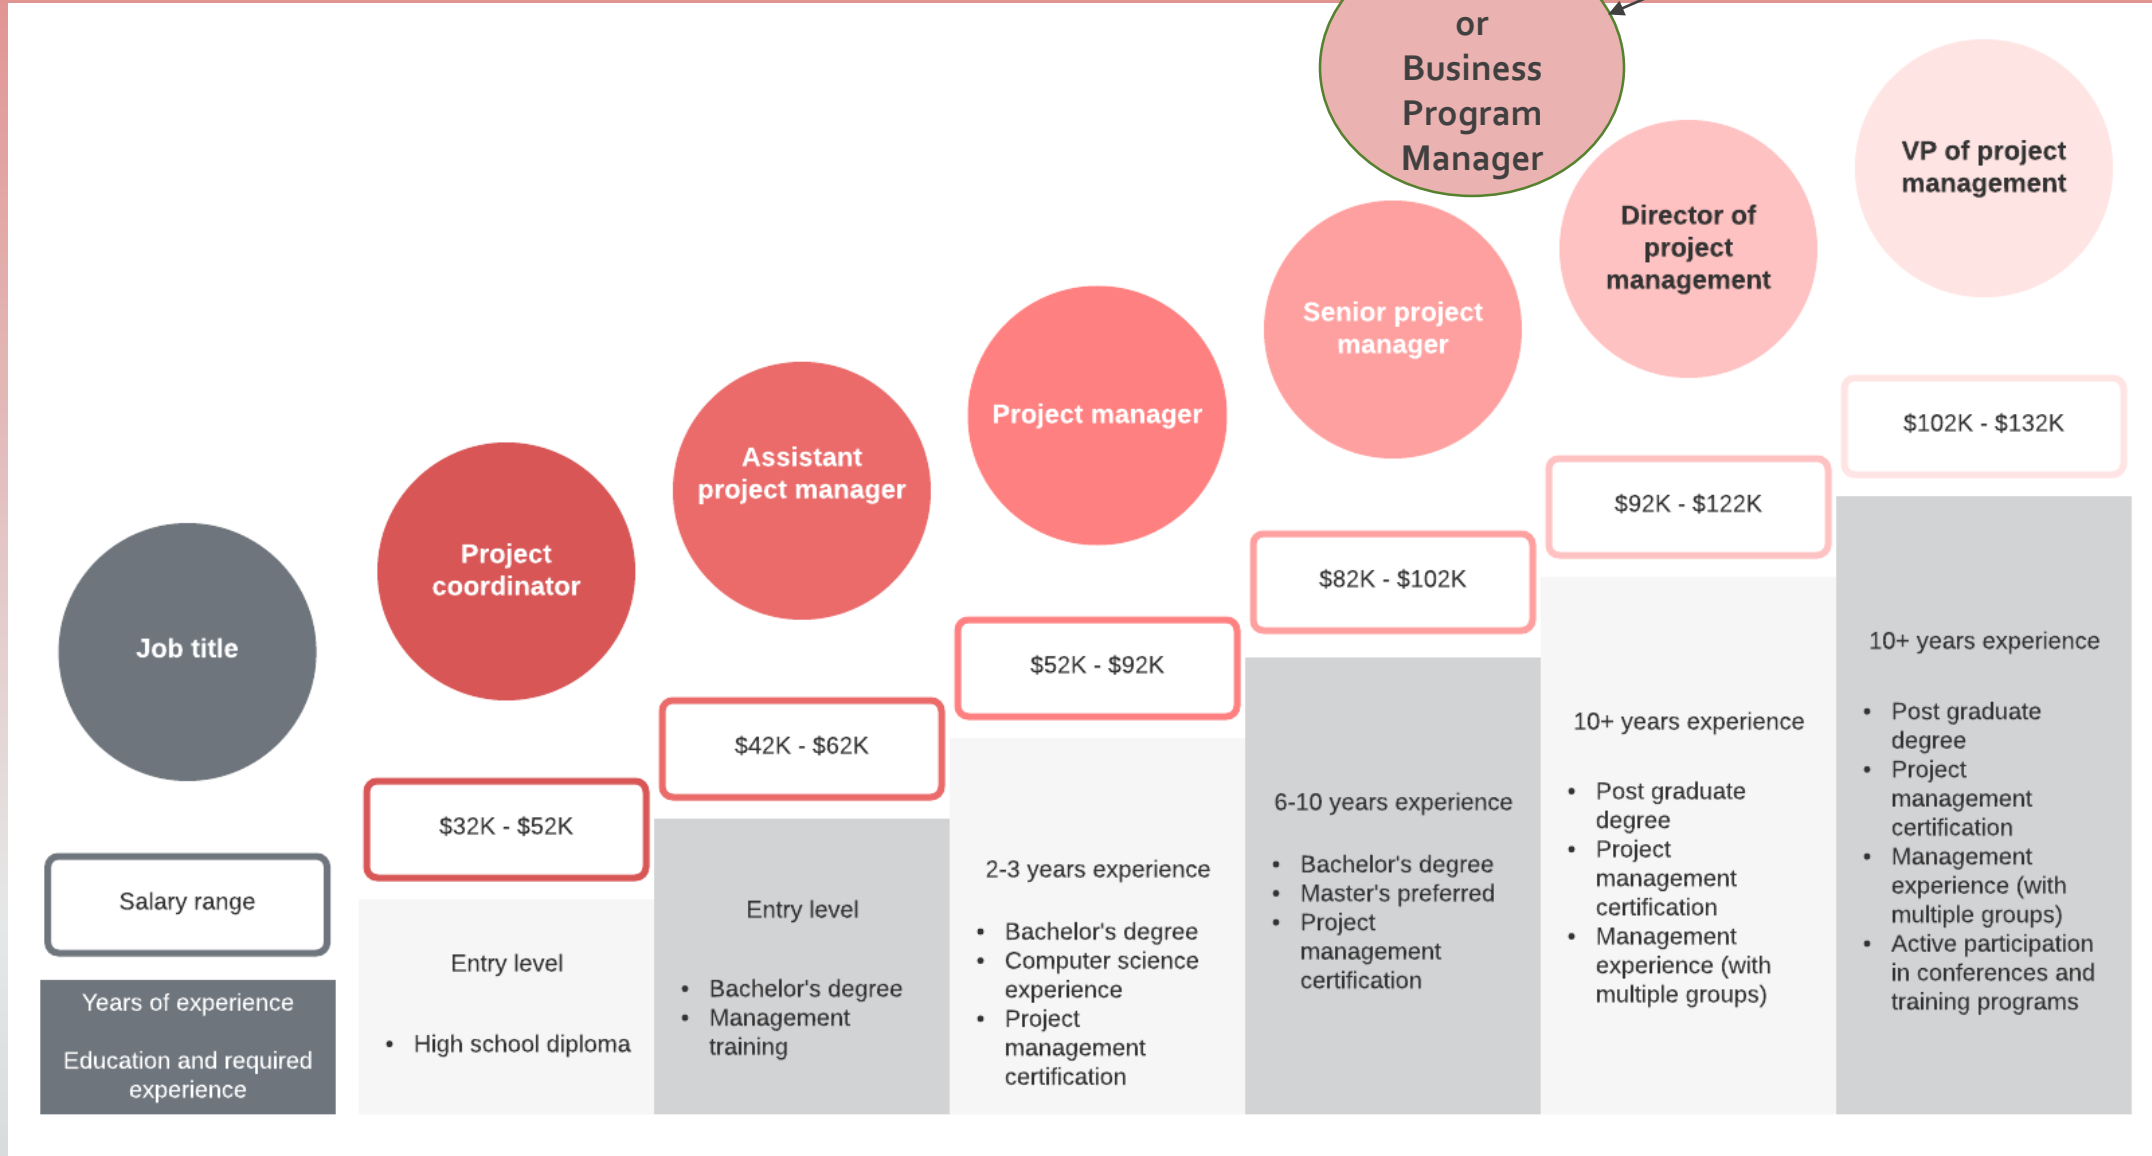 or
Business
Program
Manager
Job title
Salary range
Years of experience
Education and required
experience
Project
coordinator
$32K - $52K
Entry level
• High school diploma
Assistant
project manager
$42K - $62K
Entry level
• Bachelor's degree
• Management
training
Project manager
$52K - $92K
2-3 years experience
• Bachelor's degree
• Computer science
experience
• Project
management
certification
Senior project
manager
$82K - $102K
6-10 years experience
• Bachelor's degree
• Master's preferred
• Project
management
certification
Director of
project
management
$92K - $122K
10+ years experience
• Post graduate
degree
• Project
management
certification
• Management
experience (with
multiple groups)
VP of project
management
$102K - $132K
10+ years experience
• Post graduate
degree
• Project
management
certification
• Management
experience (with
multiple groups)
• Active participation
in conferences and
training programs